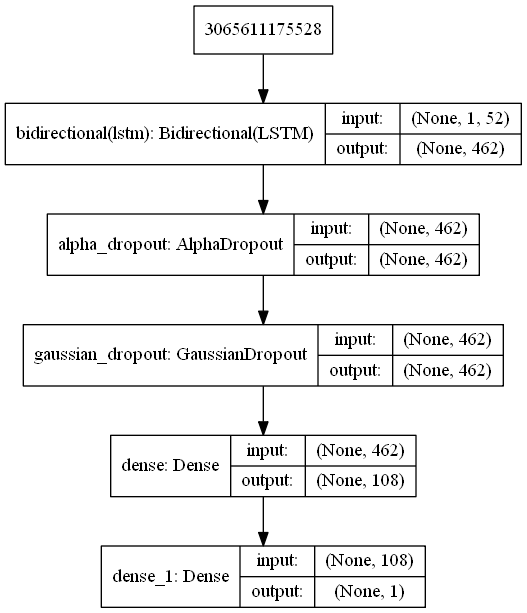 3065611175528
bidirectional(lstm): Bidirectional(LSTM)
input: (None, 1, 52)
output: (None, 462)
alpha_dropout: AlphaDropout
input: (None, 462)
output: (None, 462)
gaussian_dropout: GaussianDropout
input: (None, 462)
output: (None, 462)
dense: Dense
input: (None, 462)
output: (None, 108)
dense_1: Dense
input: (None, 108)
output: (None, 1)